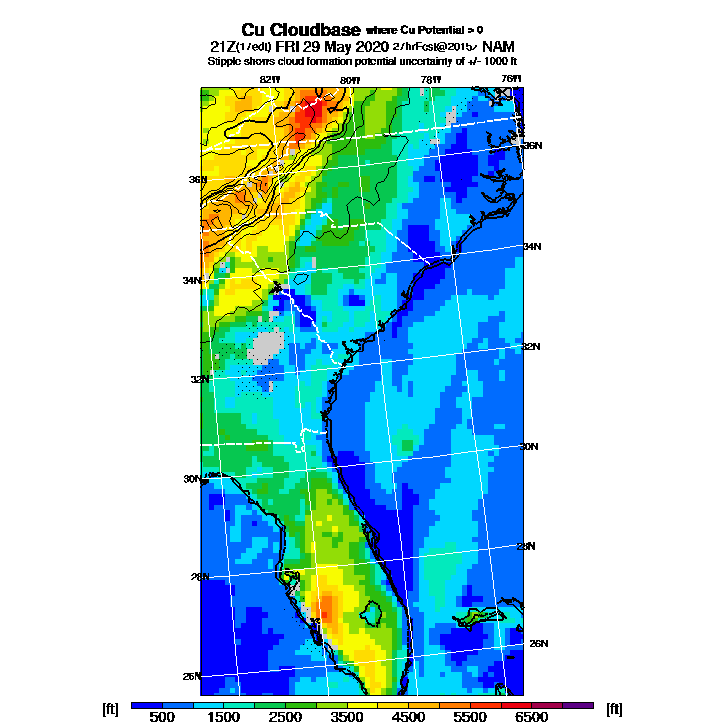 Cu Cloudbase where Cu Potential > 0
21Z(17edt) FRI 29 May 2020 27hrFcst@2015z NAM
Stipple shows cloud formation potential uncertainty of +/- 1000 ft
82W 80W 78W 76W
36N
36N
34N
34N
32N
32N
30N
30N
28N
28N
26N
26N
[ft] 500 1500 2500 3500 4500 5500 6500 [ft]